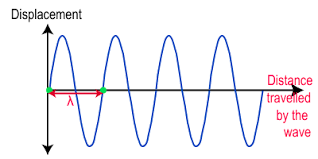 Displacement
Distance
travelled
by the
wave
λ